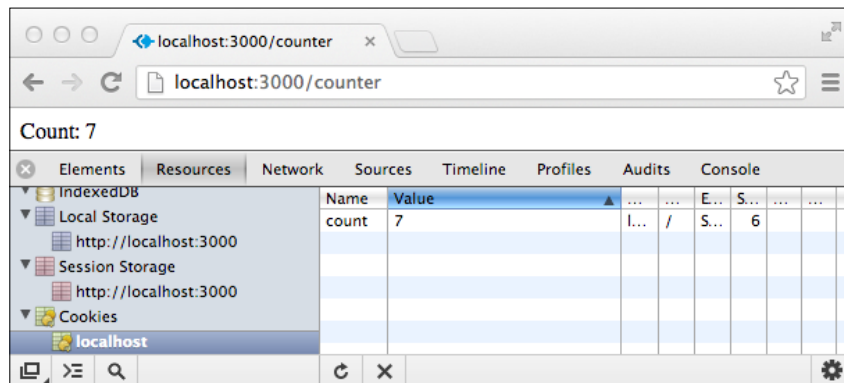 localhost:3000/counter
localhost:3000/counter
Count: 7
Elements Resources Network Sources Timeline Profiles Audits Console
IndexedDB
Name Value ... ... E... S... ... ...
Local Storage
count 7 l... / S... 6
http://localhost:3000
Session Storage
http://localhost:3000
Cookies
localhost